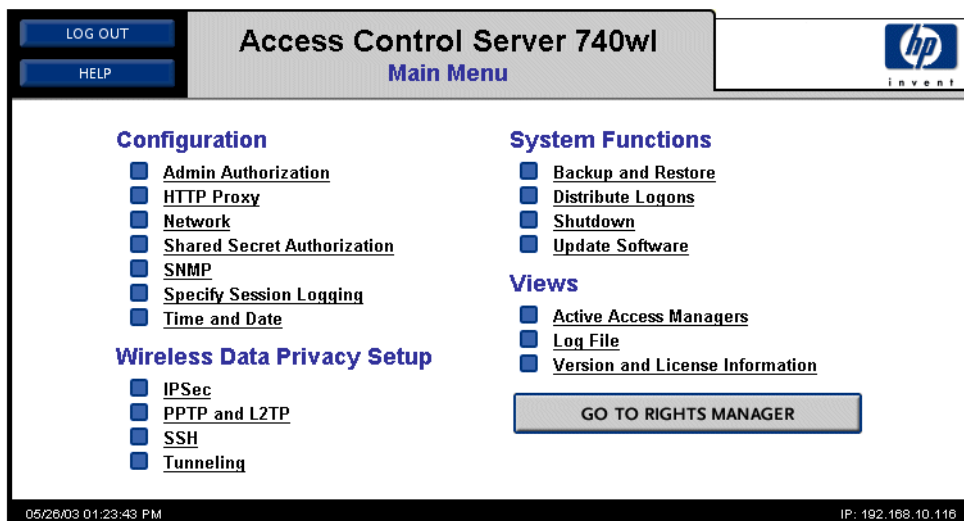 LOG OUT
HELP
Access Control Server 740wl
Main Menu
hp
invent
Configuration
Admin Authorization
HTTP Proxy
Network
Shared Secret Authorization
SNMP
Specify Session Logging
Time and Date
Wireless Data Privacy Setup
IPSec
PPTP and L2TP
SSH
Tunneling
System Functions
Backup and Restore
Distribute Logons
Shutdown
Update Software
Views
Active Access Managers
Log File
Version and License Information
GO TO RIGHTS MANAGER
05/26/03 01:23:43 PM
IP: 192.168.10.116